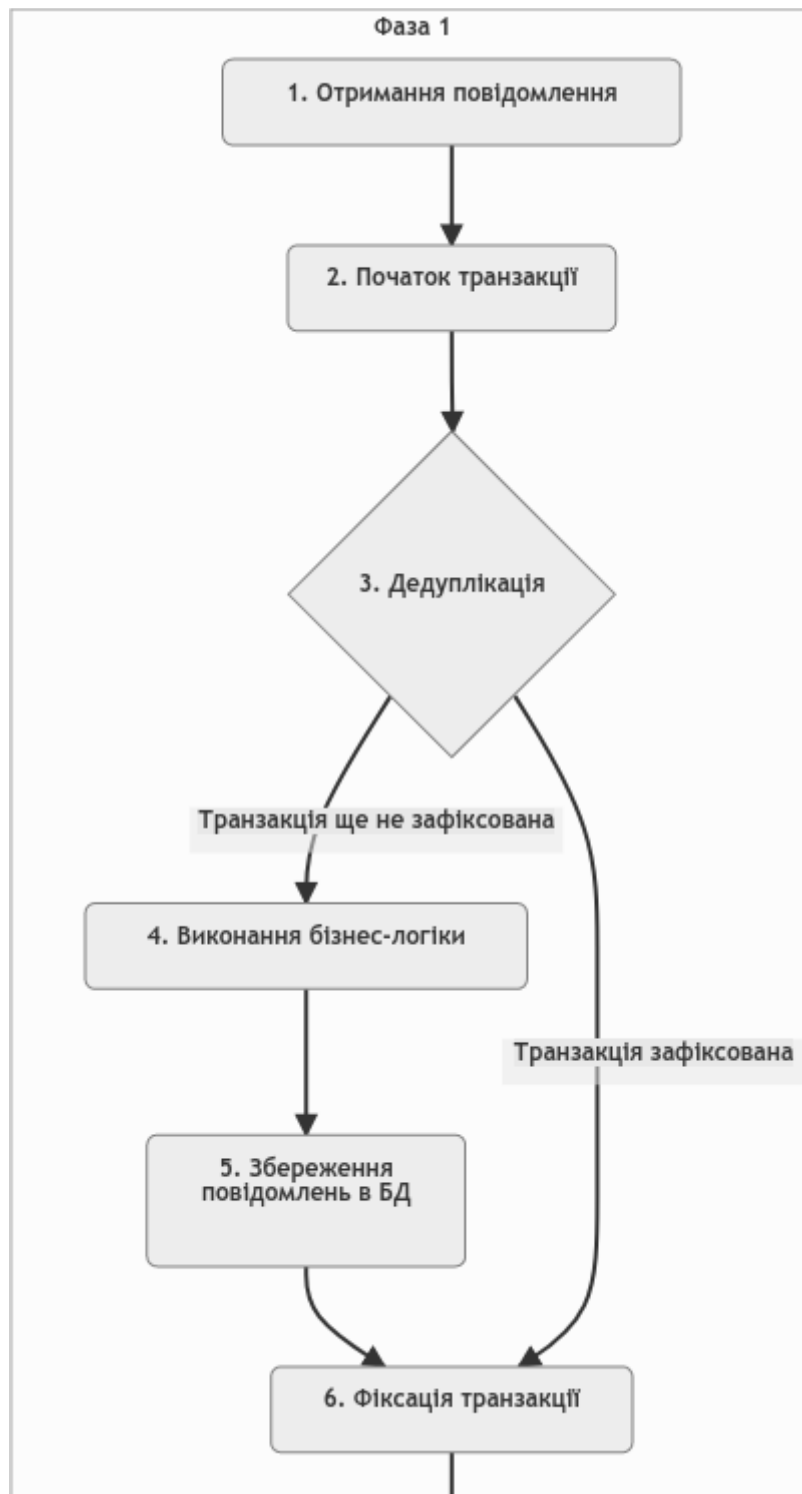 Фаза 1
1. Отримання повідомлення
2. Початок транзакції
3. Дедуплікація
Транзакція ще не зафіксована
4. Виконання бізнес-логіки
Транзакція зафіксована
5. Збереження
повідомлень в БД
6. Фіксація транзакції